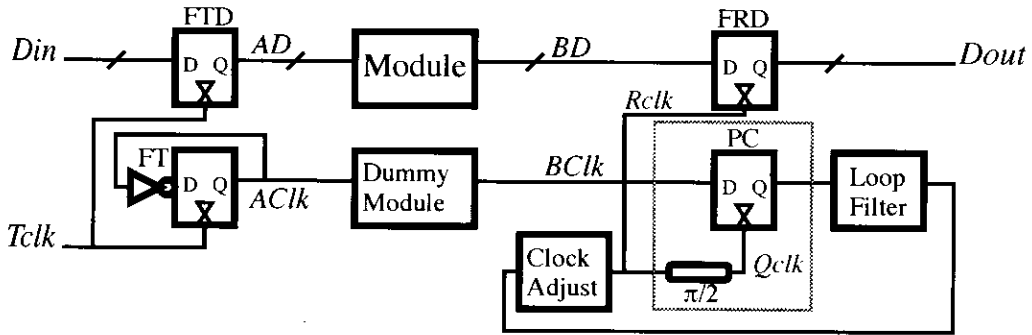 FTD
FRD
Din
D Q
AD
Module
BD
D Q
Dout
Rclk
PC
FT
D Q
AClk
Dummy
Module
BClk
D Q
Loop
Filter
Tclk
Clock
Adjust
π/2
Qclk